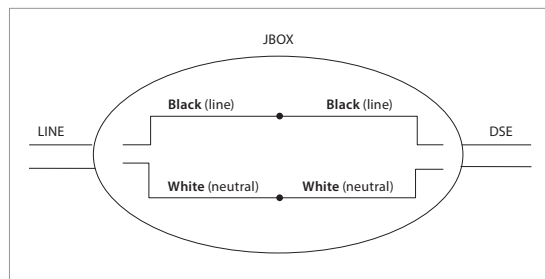 JBOX
Black (line) Black (line)
LINE DSE
White (neutral) White (neutral)